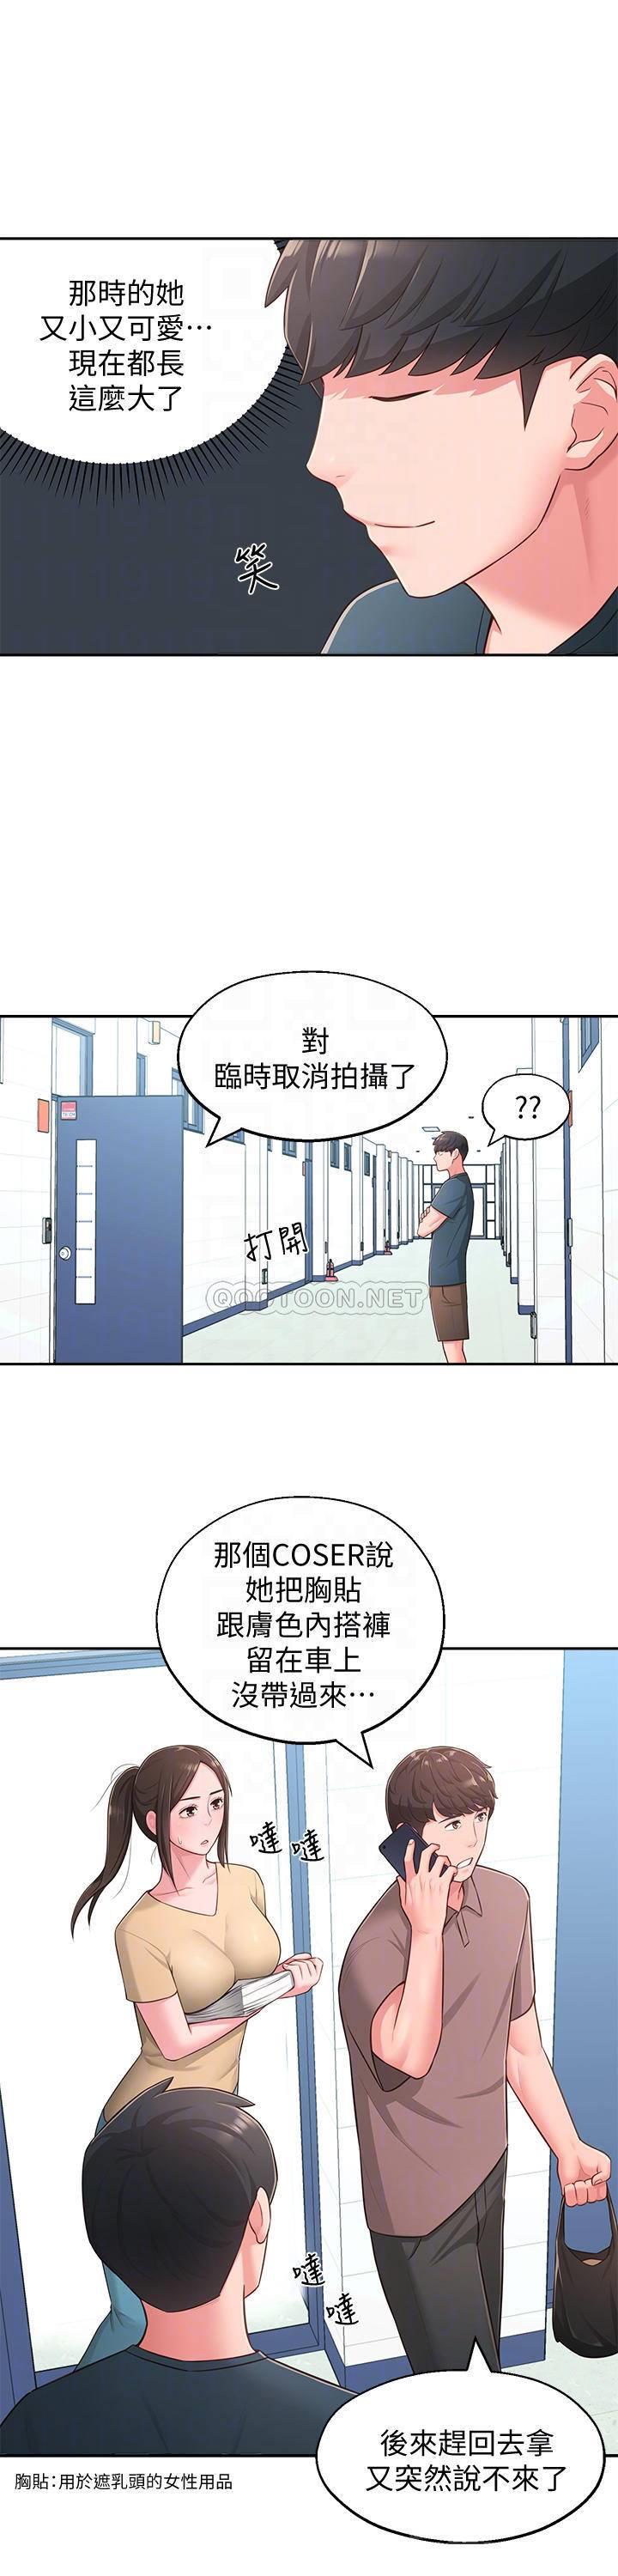 那時的她
又小又可愛…
現在都長
這麼大了
笑
對
臨時取消拍攝了
??
打開
QOOTOON.NET
那個COSER說
她把胸貼
跟膚色內搭褲
留在車上
沒帶過來…
噠
噠
噠
噠
後來趕回去拿
又突然說不來了
胸貼：用於遮乳頭的女性用品